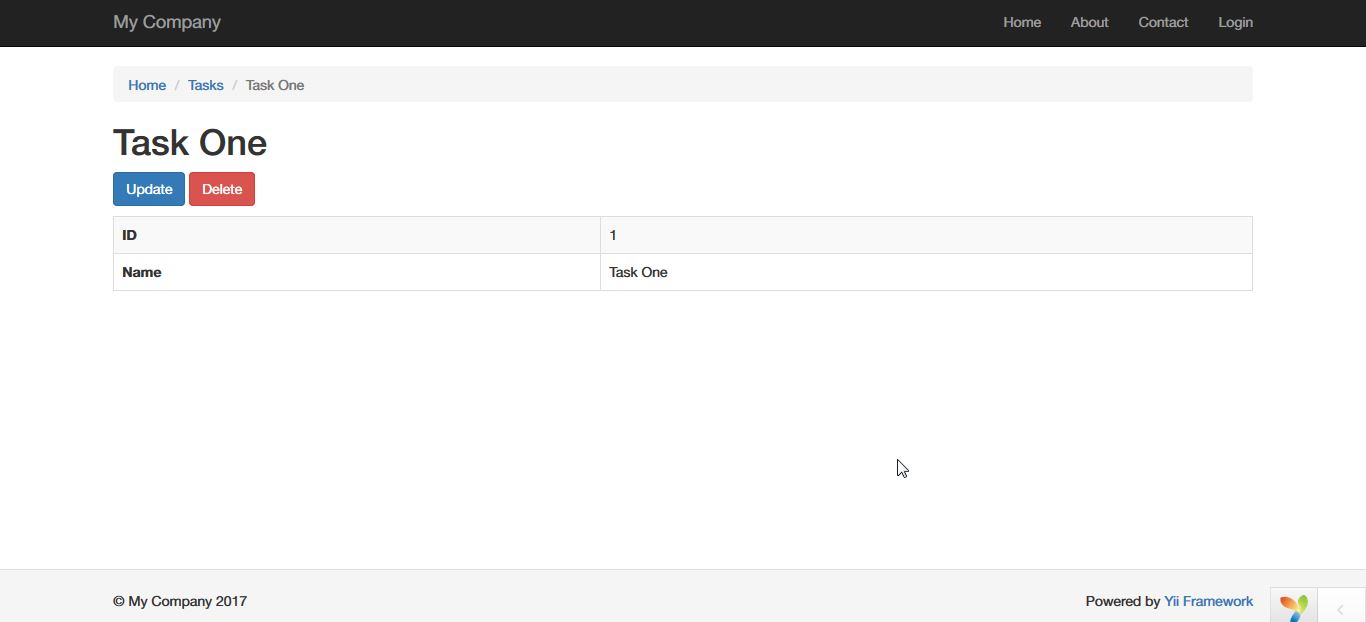 My Company Home About Contact Login
Home / Tasks / Task One
Task One
Update Delete
ID 1
Name Task One
© My Company 2017 Powered by Yii Framework